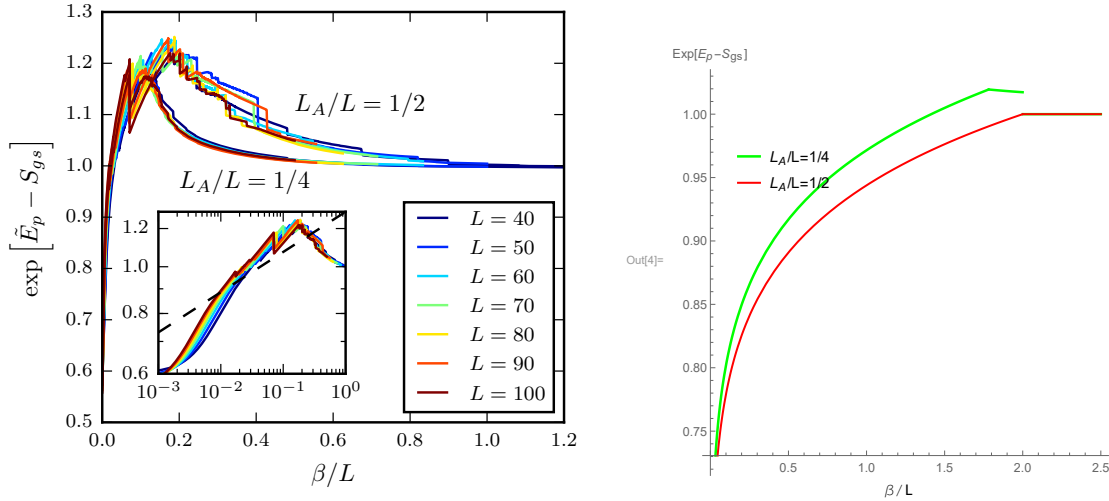 exp [Ẽ_p − S_gs]
1.3
1.2
1.1
1.0
0.9
0.8
0.7
0.6
0.5
0.0 0.2 0.4 0.6 0.8 1.0 1.2
β/L
L_A/L = 1/2
L_A/L = 1/4
1.2
1.0
0.8
0.6
10^−3 10^−2 10^−1 10^0
L = 40
L = 50
L = 60
L = 70
L = 80
L = 90
L = 100
Exp[E_p−S_gs]
1.00
0.95
0.90
0.85
0.80
0.75
L_A/L=1/4
L_A/L=1/2
Out[4]=
0.5 1.0 1.5 2.0 2.5
β/L